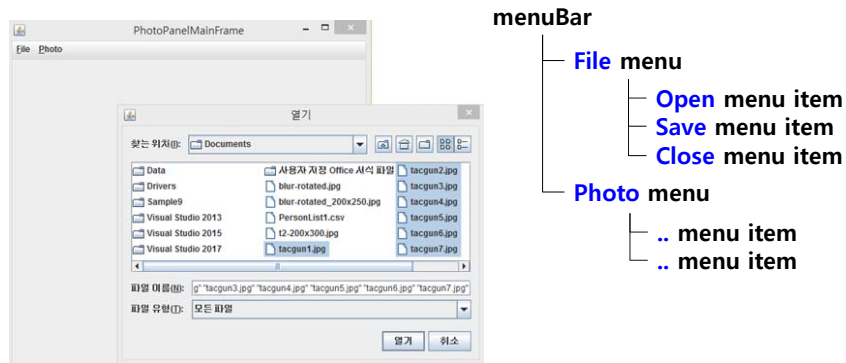 PhotoPanelMainFrame
File Photo
열기
찾는 위치(I): Documents
Data
Drivers
Sample9
Visual Studio 2013
Visual Studio 2015
Visual Studio 2017
사용자 지정 Office 서식 파일
blur-rotated.jpg
blur-rotated_200x250.jpg
PersonList1.csv
t2-200x300.jpg
tacgun1.jpg
tacgun2.jpg
tacgun3.jpg
tacgun4.jpg
tacgun5.jpg
tacgun6.jpg
tacgun7.jpg
파일 이름(N): g" "tacgun3.jpg" "tacgun4.jpg" "tacgun5.jpg" "tacgun6.jpg" "tacgun7.jpg"
파일 유형(T): 모든 파일
열기 취소
menuBar
File menu
Open menu item
Save menu item
Close menu item
Photo menu
.. menu item
.. menu item